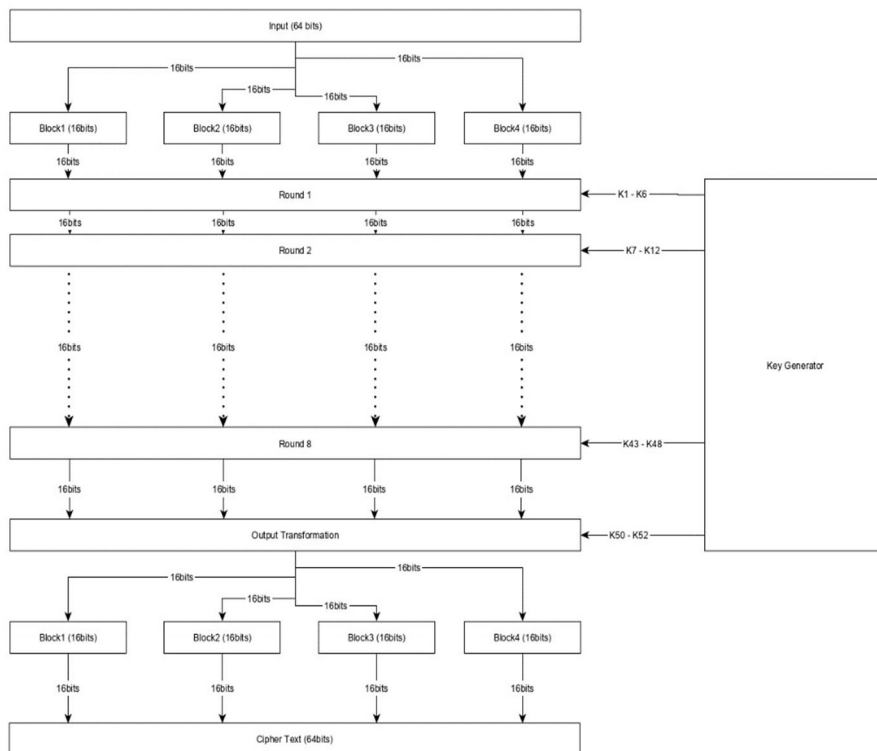 Input (64 bits)
16bits
16bits
16bits
16bits
Block1 (16bits)
Block2 (16bits)
Block3 (16bits)
Block4 (16bits)
16bits
16bits
16bits
16bits
Round 1
K1 - K6
16bits
16bits
16bits
16bits
Round 2
K7 - K12
16bits
16bits
16bits
16bits
Key Generator
Round 8
K43 - K48
16bits
16bits
16bits
16bits
Output Transformation
K50 - K52
16bits
16bits
16bits
16bits
Block1 (16bits)
Block2 (16bits)
Block3 (16bits)
Block4 (16bits)
16bits
16bits
16bits
16bits
Cipher Text (64bits)